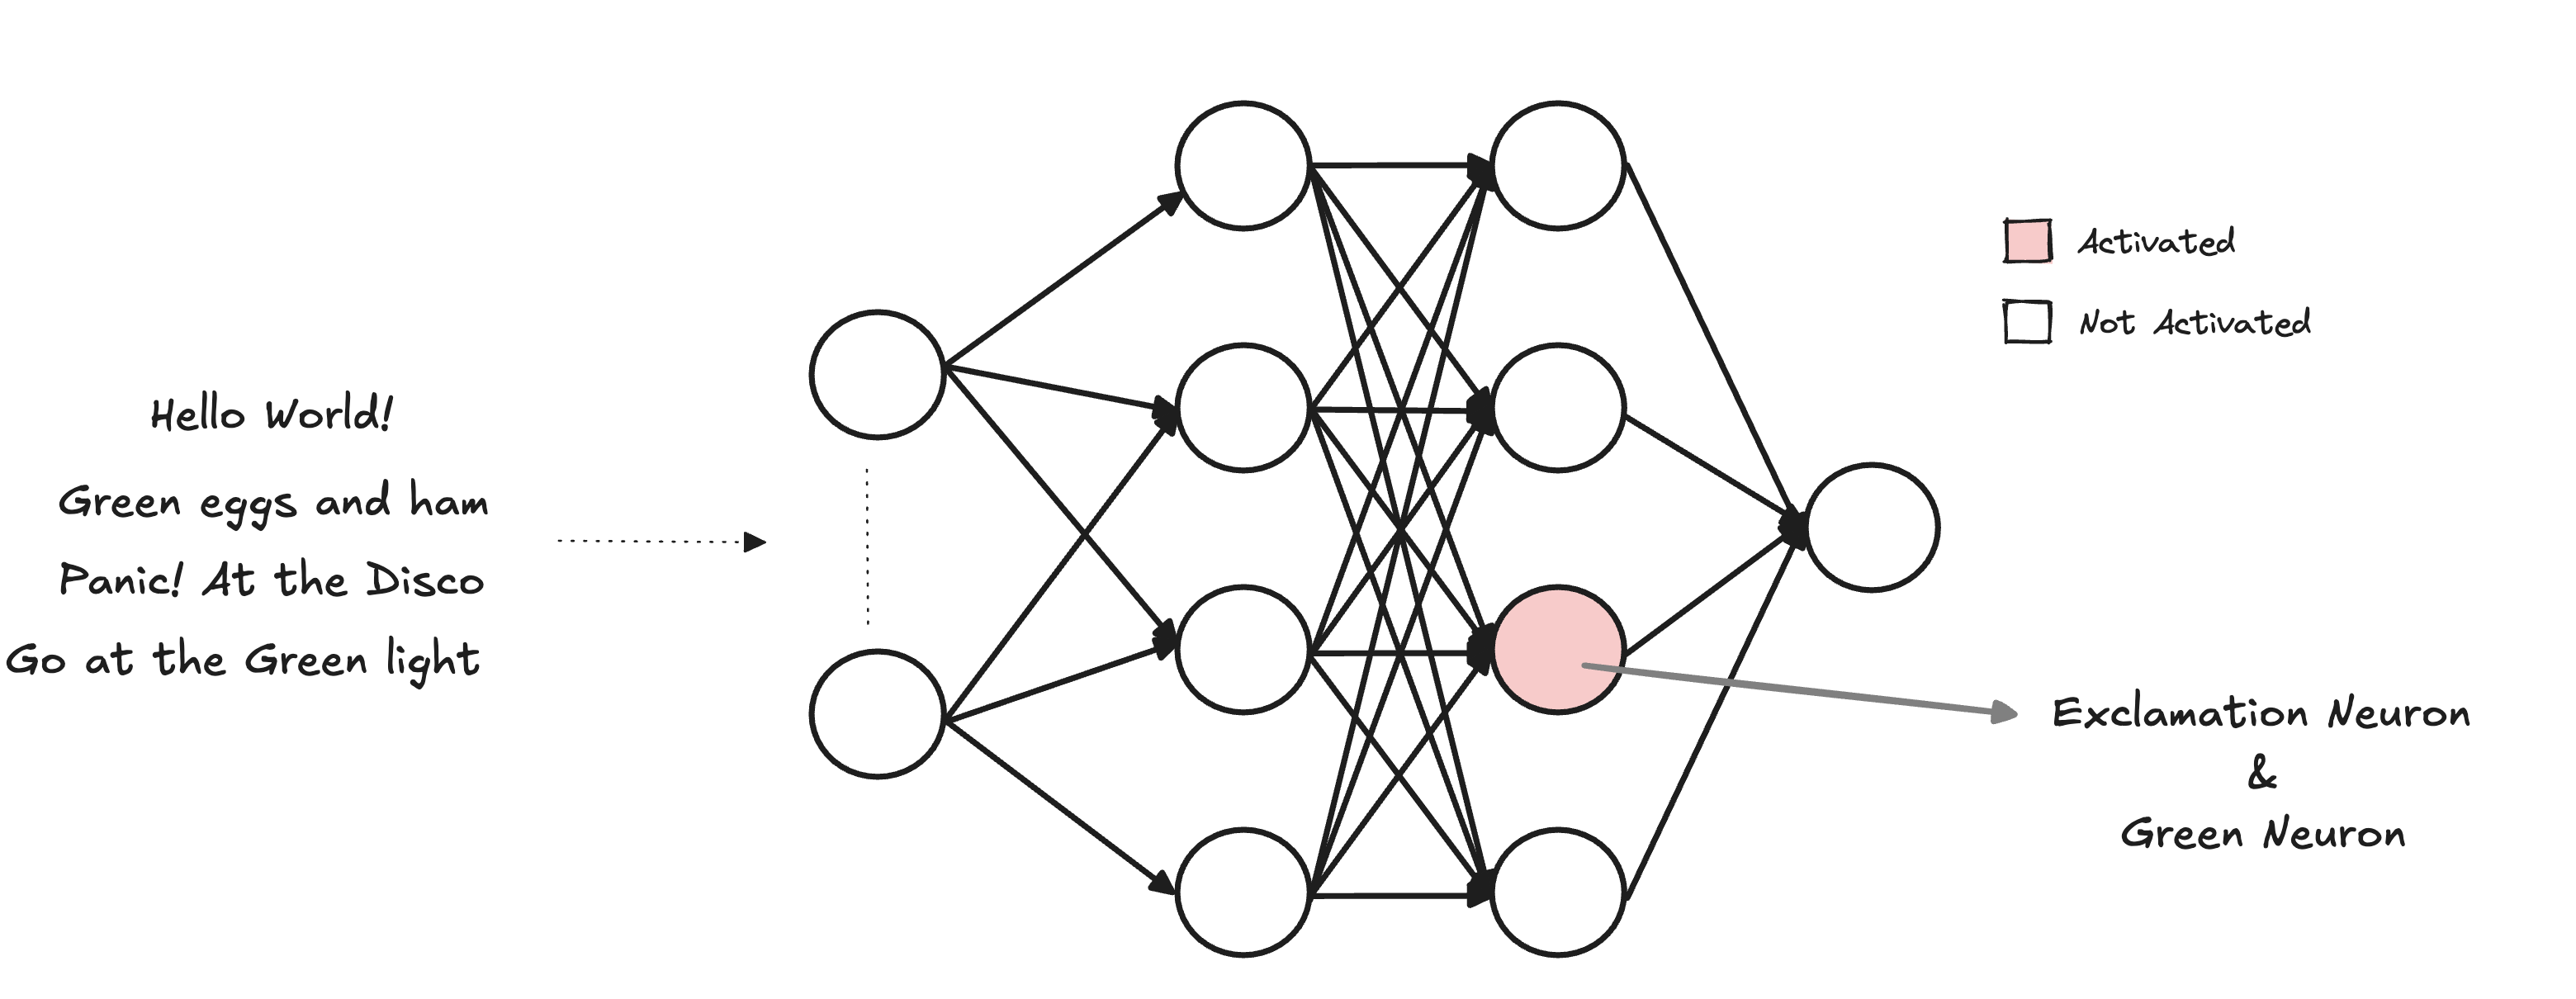 Hello World!
Green eggs and ham
Panic! At the Disco
Go at the Green light
Activated
Not Activated
Exclamation Neuron
&
Green Neuron